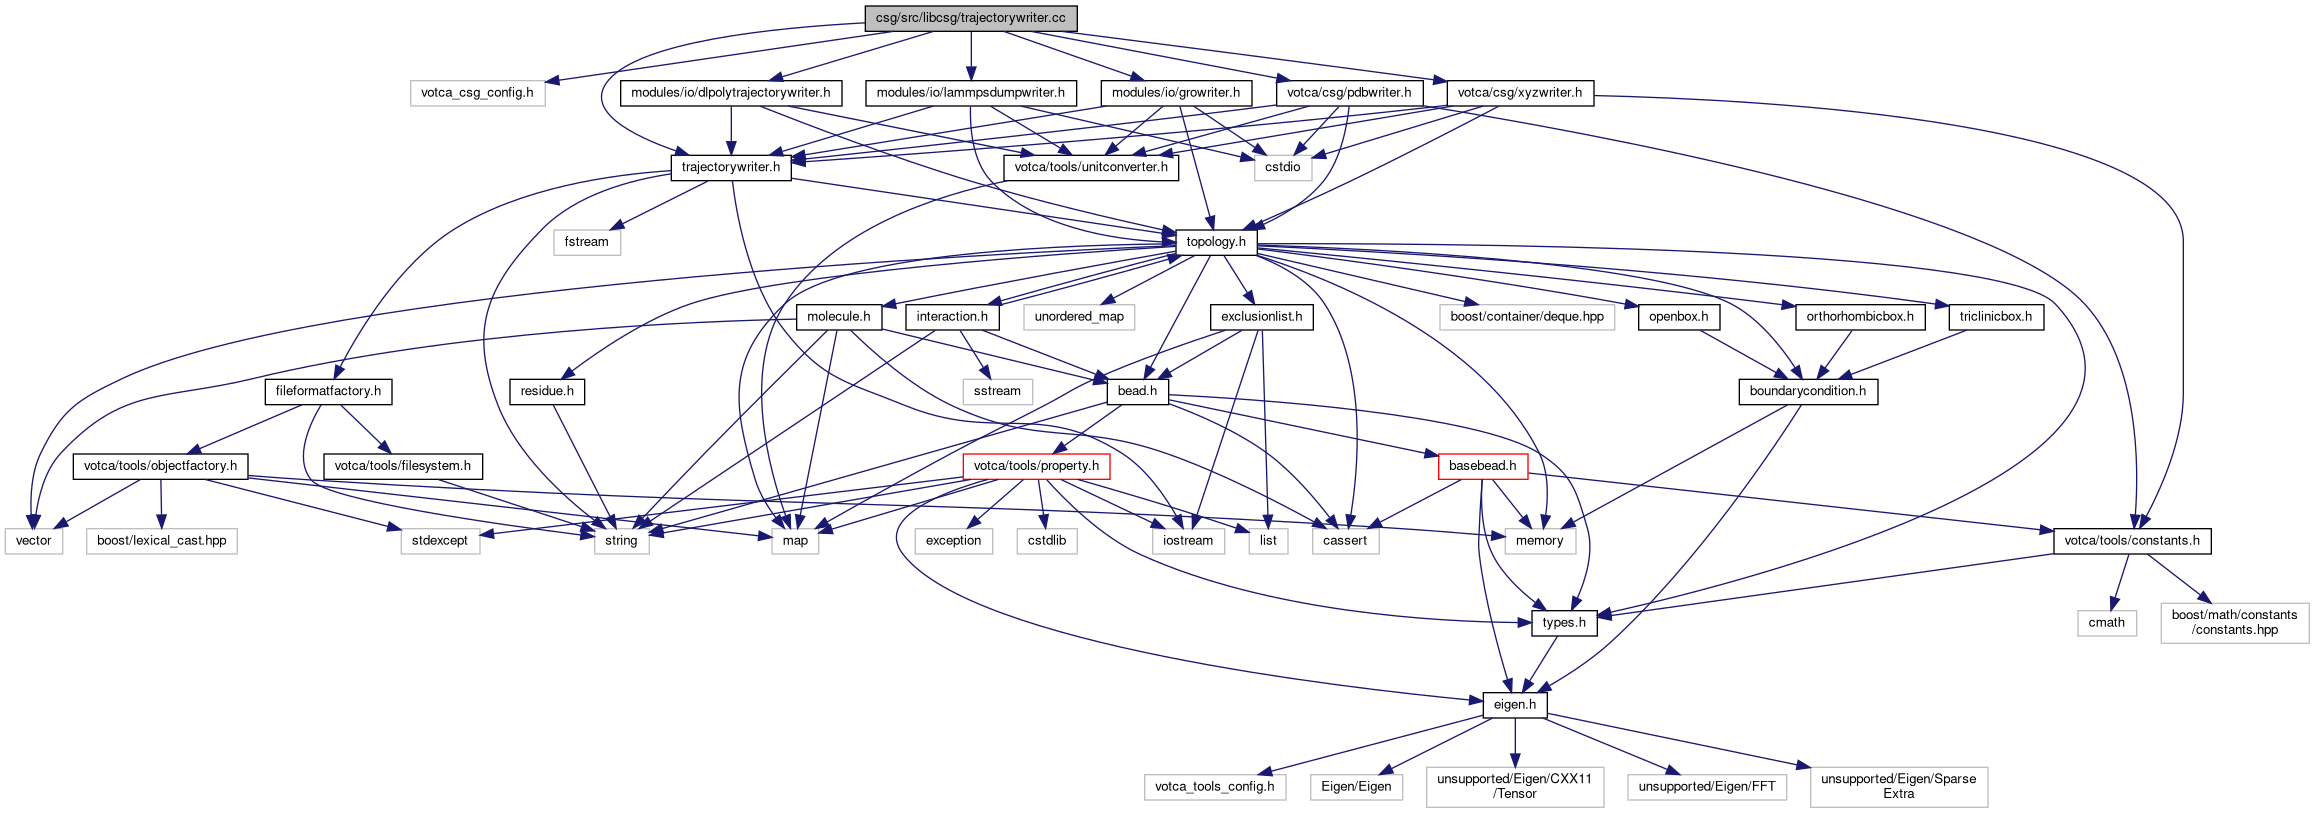 csg/src/libcsg/trajectorywriter.cc
votca_csg_config.h
modules/io/dlpolytrajectorywriter.h
modules/io/lammpsdumpwriter.h
modules/io/growriter.h
votca/csg/pdbwriter.h
votca/csg/xyzwriter.h
trajectorywriter.h
votca/tools/unitconverter.h
cstdio
fstream
topology.h
molecule.h
interaction.h
unordered_map
exclusionlist.h
boost/container/deque.hpp
openbox.h
orthorhombicbox.h
triclinicbox.h
fileformatfactory.h
residue.h
sstream
bead.h
boundarycondition.h
votca/tools/objectfactory.h
votca/tools/filesystem.h
votca/tools/property.h
basebead.h
vector
boost/lexical_cast.hpp
stdexcept
string
map
exception
cstdlib
iostream
list
cassert
memory
votca/tools/constants.h
types.h
cmath
boost/math/constants
/constants.hpp
eigen.h
votca_tools_config.h
Eigen/Eigen
unsupported/Eigen/CXX11
/Tensor
unsupported/Eigen/FFT
unsupported/Eigen/Sparse
Extra